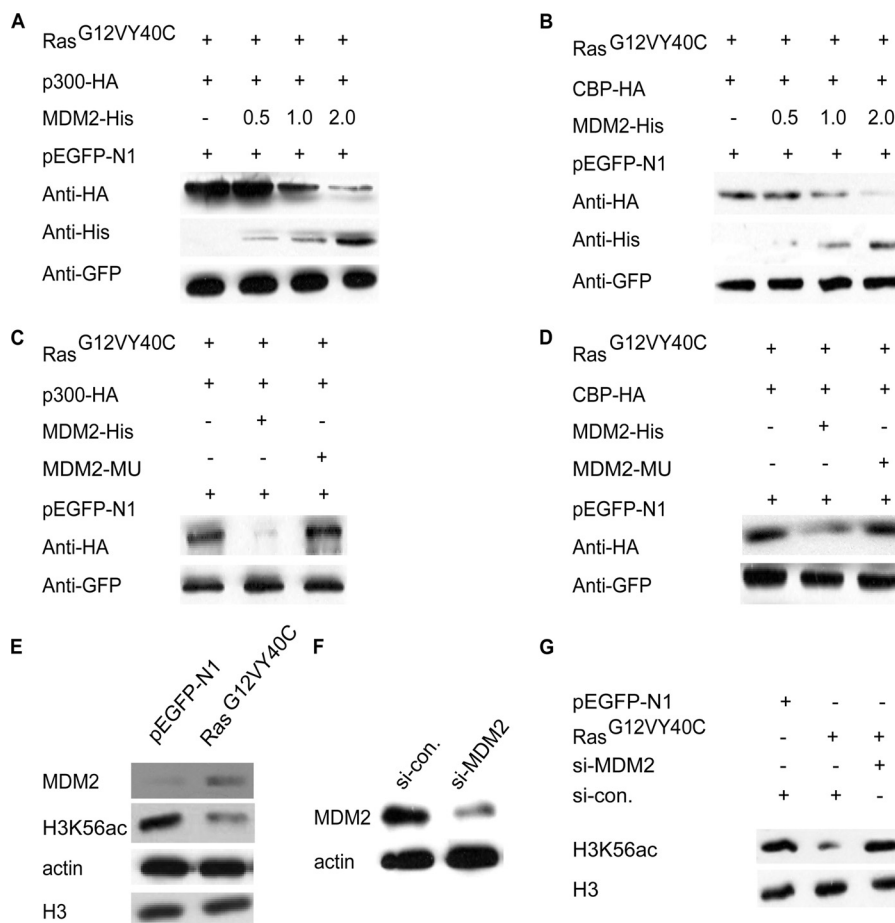 A
Ras G12VY40C + + + +
p300-HA + + + +
MDM2-His - 0.5 1.0 2.0
pEGFP-N1 + + + +
Anti-HA
Anti-His
Anti-GFP
B
Ras G12VY40C + + + +
CBP-HA + + + +
MDM2-His - 0.5 1.0 2.0
pEGFP-N1 + + + +
Anti-HA
Anti-His
Anti-GFP
C
Ras G12VY40C + + +
p300-HA + + +
MDM2-His - + -
MDM2-MU - - +
pEGFP-N1 + + +
Anti-HA
Anti-GFP
D
Ras G12VY40C + + +
CBP-HA + + +
MDM2-His - + -
MDM2-MU - - +
pEGFP-N1 + + +
Anti-HA
Anti-GFP
E
pEGFP-N1 Ras G12VY40C
MDM2
H3K56ac
actin
H3
F
si-con. si-MDM2
MDM2
actin
G
pEGFP-N1 + - -
Ras G12VY40C - + +
si-MDM2 - - +
si-con. + + -
H3K56ac
H3